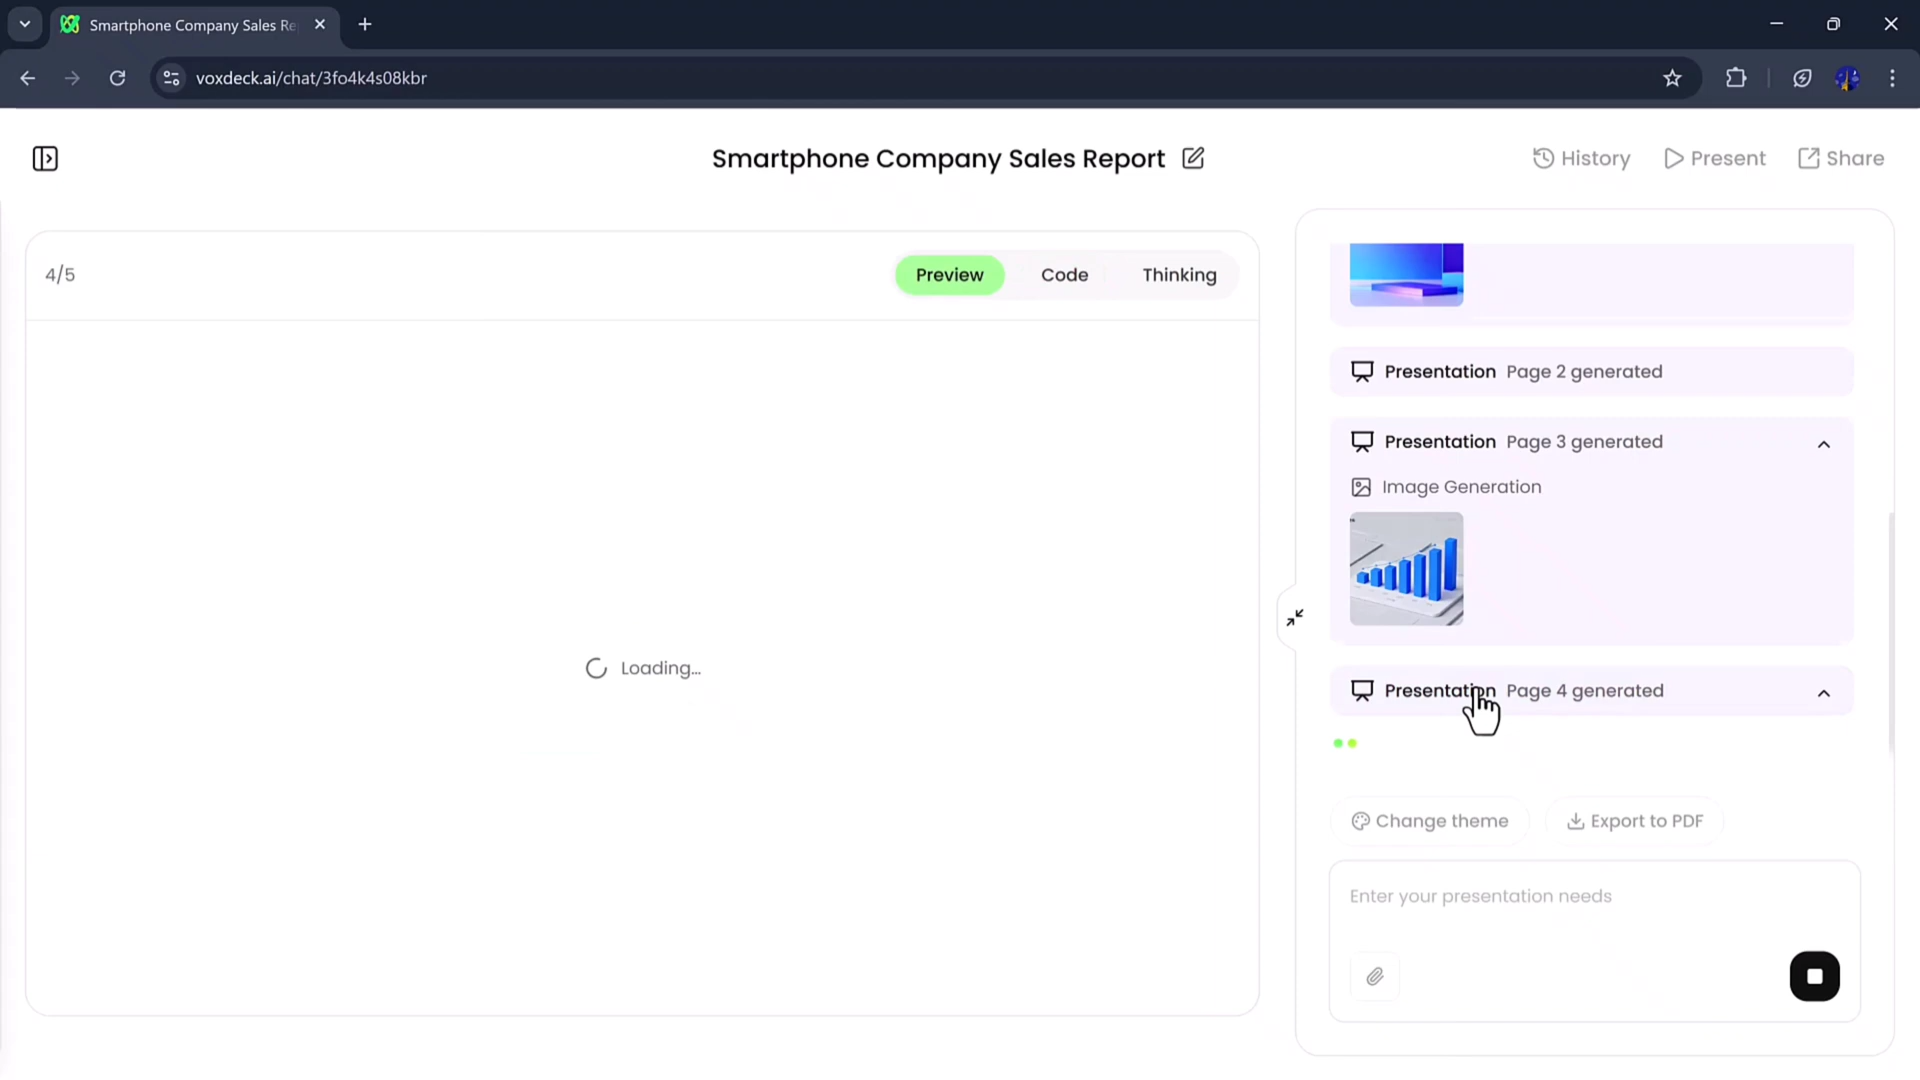 Smartphone Company Sales Re
voxdeck.ai/chat/3fo4k4s08kbr
Smartphone Company Sales Report
History
Present
Share
4/5
Preview
Code
Thinking
Loading...
Presentation Page 2 generated
Presentation Page 3 generated
Image Generation
Presentation Page 4 generated
Change theme
Export to PDF
Enter your presentation needs